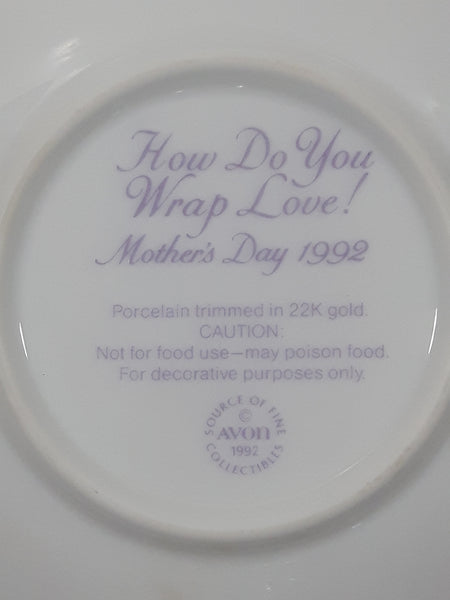 How Do You
Wrap Love!
Mother's Day 1992
Porcelain trimmed in 22K gold.
CAUTION:
Not for food use—may poison food.
For decorative purposes only.
SOURCE OF FINE
©
AVON
1992
COLLECTIBLES